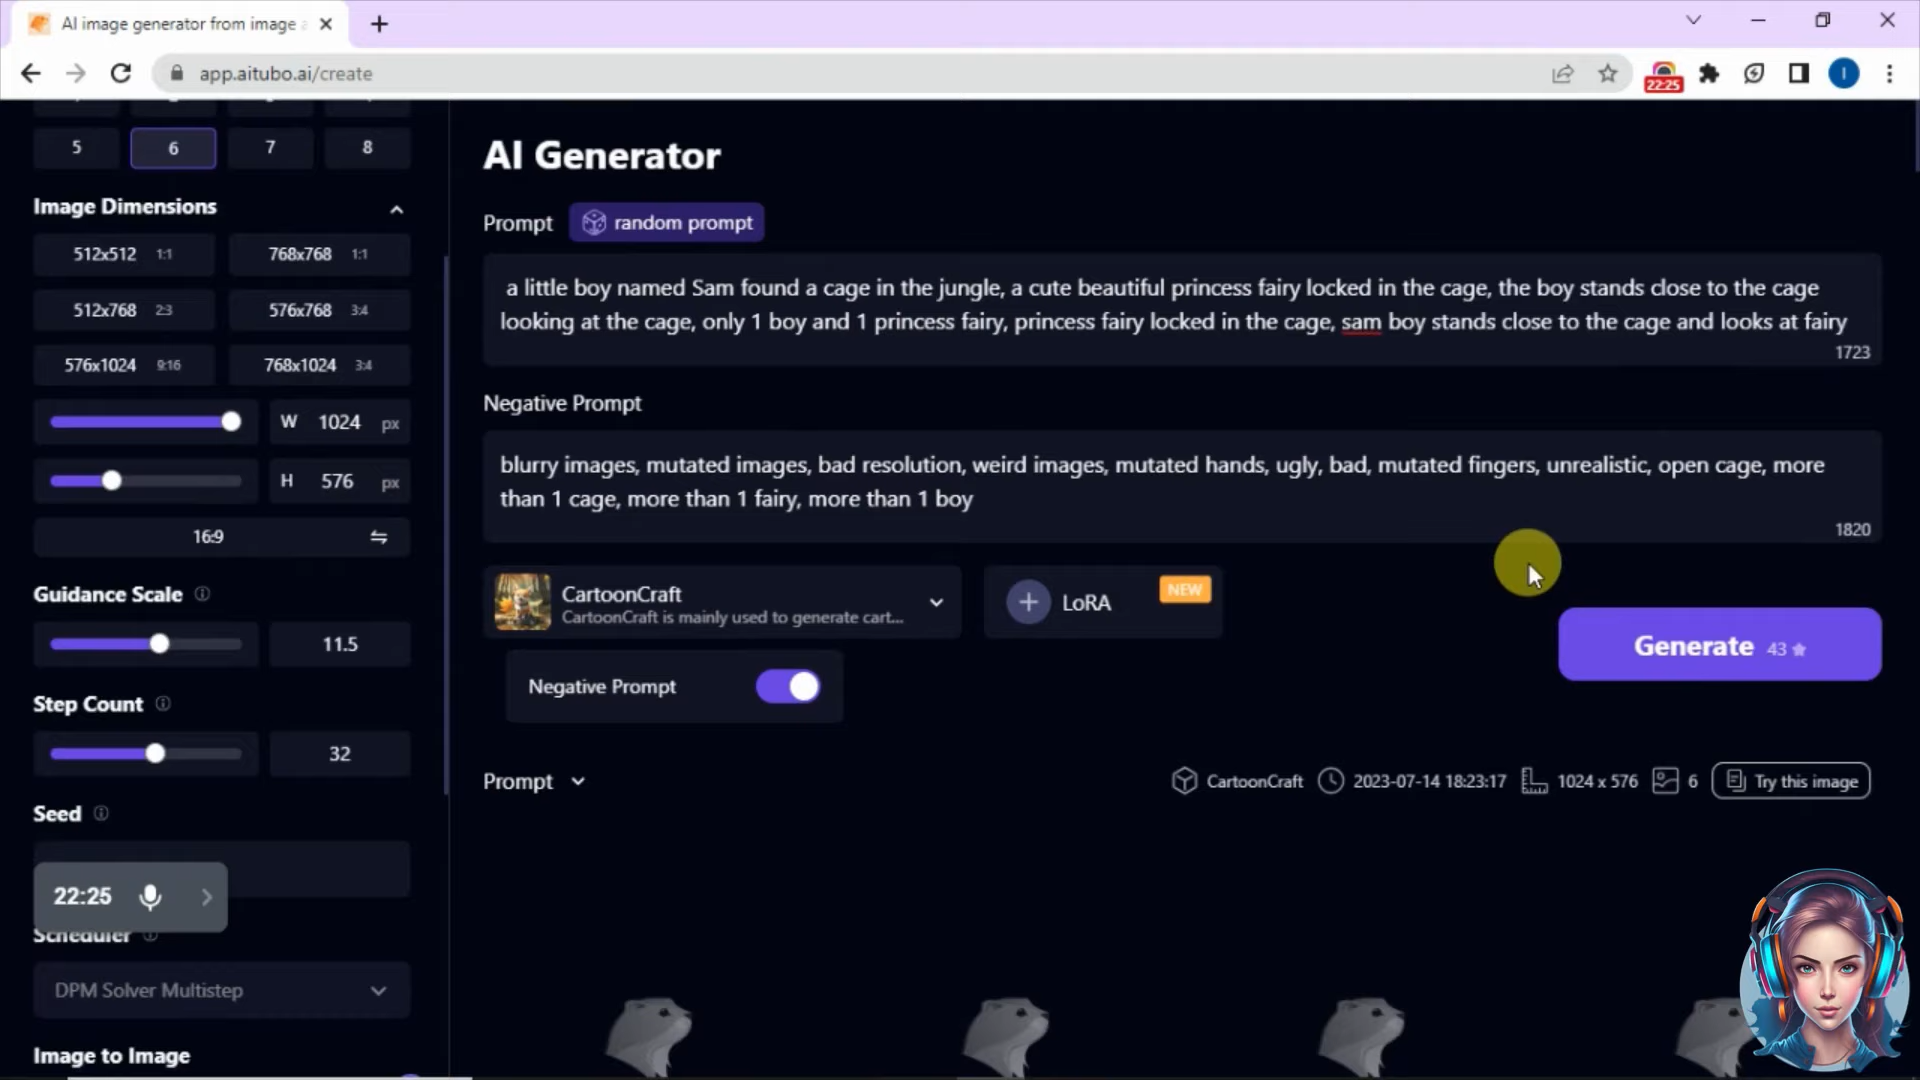 AI image generator from image a
app.aitubo.ai/create
22:25
I
5
6
7
8
Image Dimensions
512x512 1:1
768x768 1:1
512x768 2:3
576x768 3:4
576x1024 9:16
768x1024 3:4
W 1024 px
H 576 px
16:9
Guidance Scale
11.5
Step Count
32
Seed
22:25
Scheduler
DPM Solver Multistep
Image to Image
AI Generator
Prompt
random prompt
a little boy named Sam found a cage in the jungle, a cute beautiful princess fairy locked in the cage, the boy stands close to the cage
looking at the cage, only 1 boy and 1 princess fairy, princess fairy locked in the cage, sam boy stands close to the cage and looks at fairy
1723
Negative Prompt
blurry images, mutated images, bad resolution, weird images, mutated hands, ugly, bad, mutated fingers, unrealistic, open cage, more
than 1 cage, more than 1 fairy, more than 1 boy
1820
CartoonCraft
CartoonCraft is mainly used to generate cart...
LoRA
NEW
Generate 43
Negative Prompt
Prompt
CartoonCraft
2023-07-14 18:23:17
1024 x 576
6
Try this image